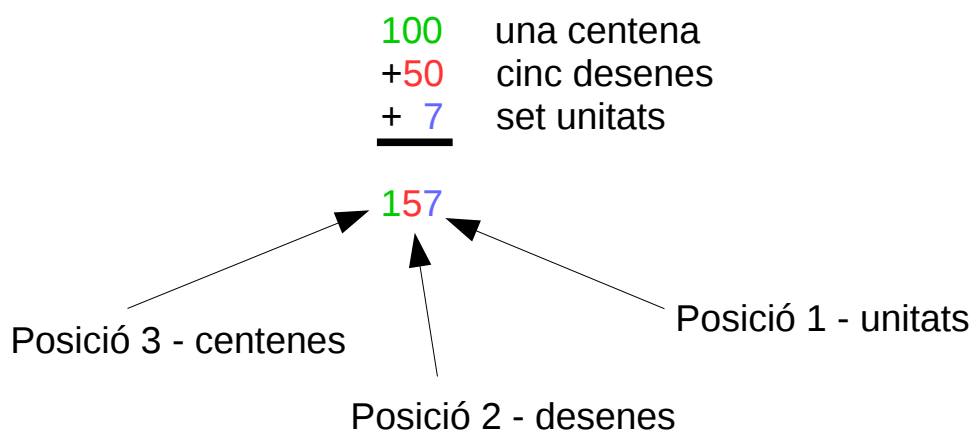 100 una centena
+50 cinc desenes
+ 7 set unitats
157
Posició 3 - centenes
Posició 1 - unitats
Posició 2 - desenes